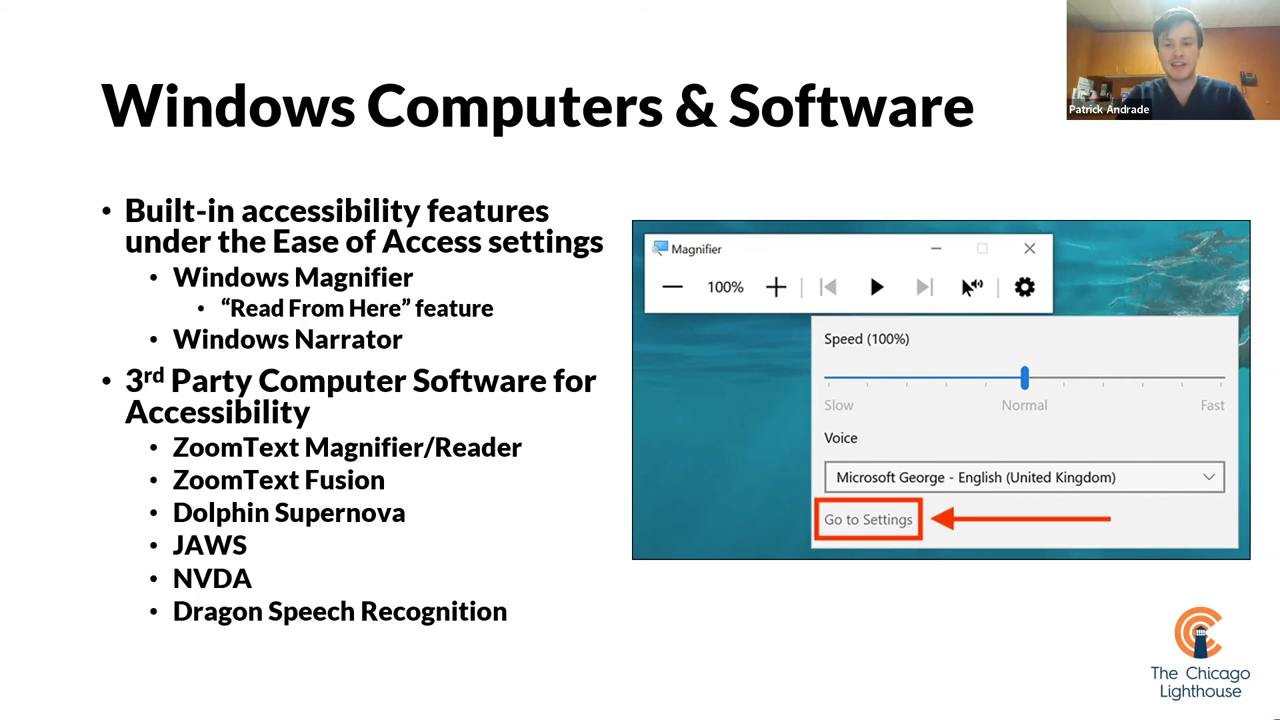 Windows Computers & Software
Patrick Andrade
• Built-in accessibility features
under the Ease of Access settings
• Windows Magnifier
• “Read From Here” feature
• Windows Narrator
• 3rd Party Computer Software for
Accessibility
• ZoomText Magnifier/Reader
• ZoomText Fusion
• Dolphin Supernova
• JAWS
• NVDA
• Dragon Speech Recognition
Magnifier
100%
Speed (100%)
Slow Normal Fast
Voice
Microsoft George - English (United Kingdom)
Go to Settings
The Chicago
Lighthouse